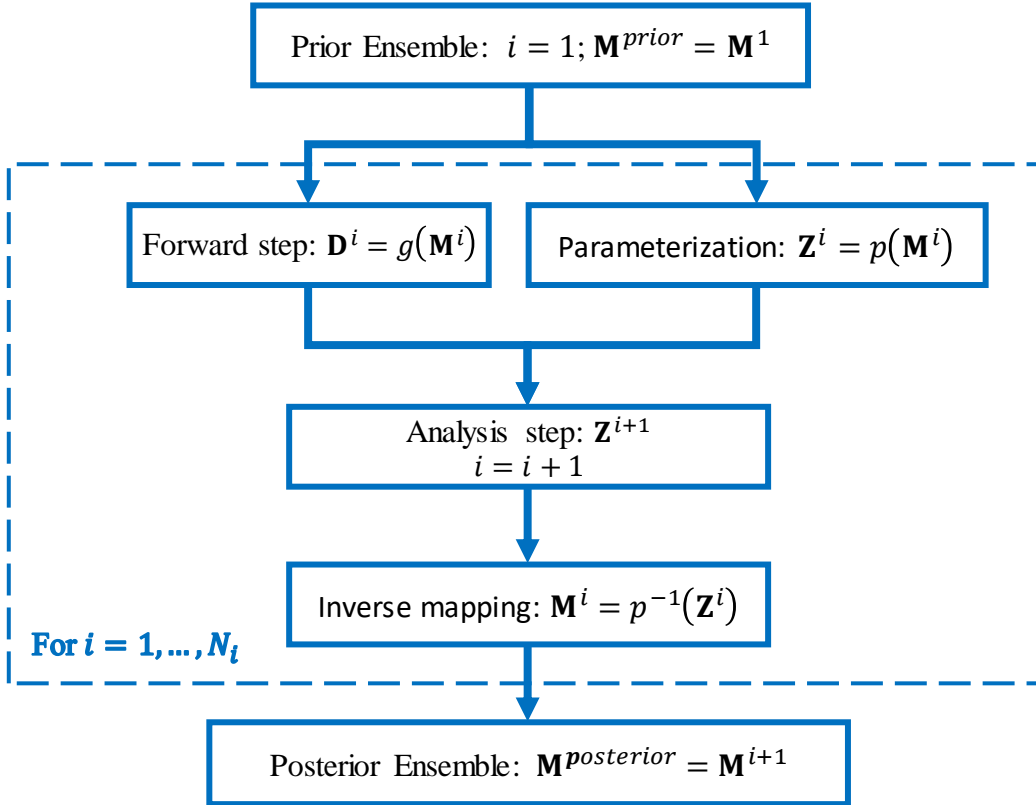 Prior Ensemble: i = 1; M^{prior} = M^1
Forward step: D^i = g(M^i)
Parameterization: Z^i = p(M^i)
Analysis step: Z^{i+1}
i = i + 1
Inverse mapping: M^i = p^{-1}(Z^i)
For i = 1, ..., N_i
Posterior Ensemble: M^{posterior} = M^{i+1}